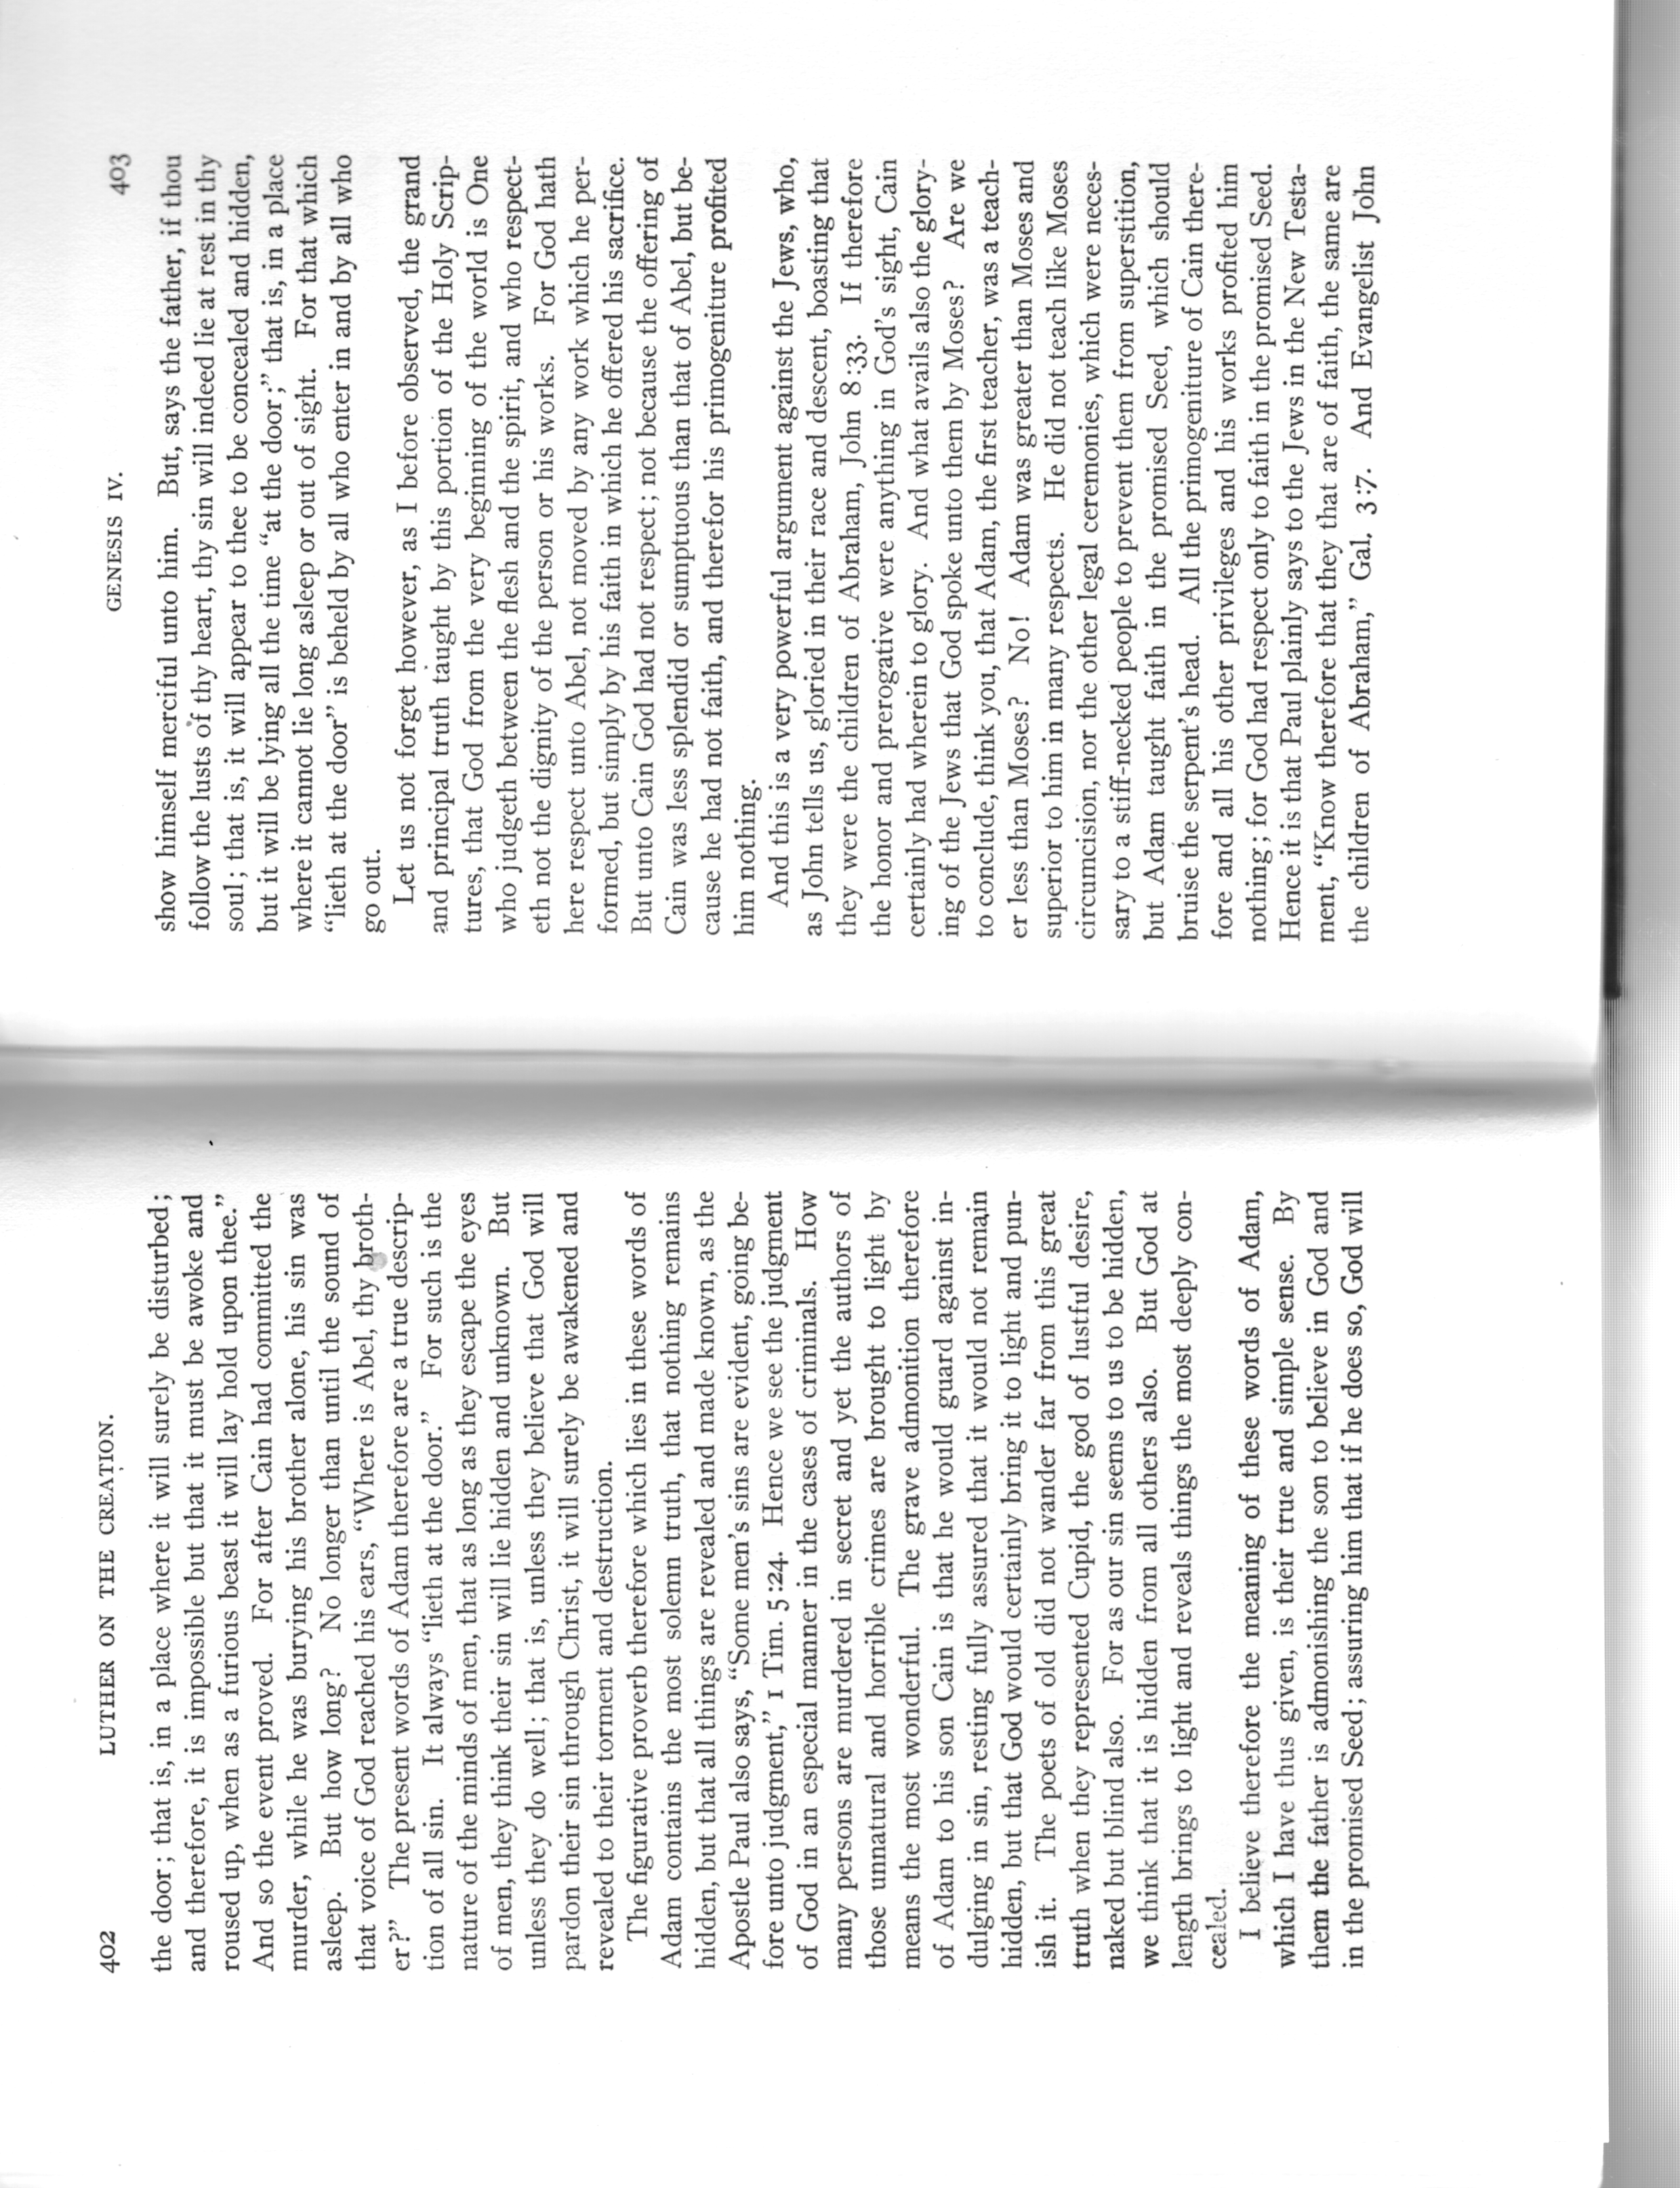 402 LUTHER ON THE CREATION.
the door; that is, in a place where it will surely be disturbed;
and therefore, it is impossible but that it must be awoke and
roused up, when as a furious beast it will lay hold upon thee.”
And so the event proved. For after Cain had committed the
murder, while he was burying his brother alone, his sin was
asleep. But how long? No longer than until the sound of
that voice of God reached his ears, “Where is Abel, thy broth-
er?” The present words of Adam therefore are a true descrip-
tion of all sin. It always “lieth at the door.” For such is the
nature of the minds of men, that as long as they escape the eyes
of men, they think their sin will lie hidden and unknown. But
unless they do well; that is, unless they believe that God will
pardon their sin through Christ, it will surely be awakened and
revealed to their torment and destruction.
The figurative proverb therefore which lies in these words of
Adam contains the most solemn truth, that nothing remains
hidden, but that all things are revealed and made known, as the
Apostle Paul also says, “Some men’s sins are evident, going be-
fore unto judgment,” 1 Tim. 5:24. Hence we see the judgment
of God in an especial manner in the cases of criminals. How
many persons are murdered in secret and yet the authors of
those unnatural and horrible crimes are brought to light by
means the most wonderful. The grave admonition therefore
of Adam to his son Cain is that he would guard against in-
dulging in sin, resting fully assured that it would not remain
hidden, but that God would certainly bring it to light and pun-
ish it. The poets of old did not wander far from this great
truth when they represented Cupid, the god of lustful desire,
naked but blind also. For as our sin seems to us to be hidden,
we think that it is hidden from all others also. But God at
length brings to light and reveals things the most deeply con-
cealed.
I believe therefore the meaning of these words of Adam,
which I have thus given, is their true and simple sense. By
them the father is admonishing the son to believe in God and
in the promised Seed; assuring him that if he does so, God will
GENESIS IV. 403
show himself merciful unto him. But, says the father, if thou
follow the lusts of thy heart, thy sin will indeed lie at rest in thy
soul; that is, it will appear to thee to be concealed and hidden,
but it will be lying all the time “at the door;” that is, in a place
where it cannot lie long asleep or out of sight. For that which
“lieth at the door” is beheld by all who enter in and by all who
go out.
Let us not forget however, as I before observed, the grand
and principal truth taught by this portion of the Holy Scrip-
tures, that God from the very beginning of the world is One
who judgeth between the flesh and the spirit, and who respect-
eth not the dignity of the person or his works. For God hath
here respect unto Abel, not moved by any work which he per-
formed, but simply by his faith in which he offered his sacrifice.
But unto Cain God had not respect; not because the offering of
Cain was less splendid or sumptuous than that of Abel, but be-
cause he had not faith, and therefor his primogeniture profited
him nothing.
And this is a very powerful argument against the Jews, who,
as John tells us, gloried in their race and descent, boasting that
they were the children of Abraham, John 8:33. If therefore
the honor and prerogative were anything in God’s sight, Cain
certainly had wherein to glory. And what avails also the glory-
ing of the Jews that God spoke unto them by Moses? Are we
to conclude, think you, that Adam, the first teacher, was a teach-
er less than Moses? No! Adam was greater than Moses and
superior to him in many respects. He did not teach like Moses
circumcision, nor the other legal ceremonies, which were neces-
sary to a stiff-necked people to prevent them from superstition,
but Adam taught faith in the promised Seed, which should
bruise the serpent’s head. All the primogeniture of Cain there-
fore and all his other privileges and his works profited him
nothing; for God had respect only to faith in the promised Seed.
Hence it is that Paul plainly says to the Jews in the New Testa-
ment, “Know therefore that they that are of faith, the same are
the children of Abraham,” Gal. 3:7. And Evangelist John